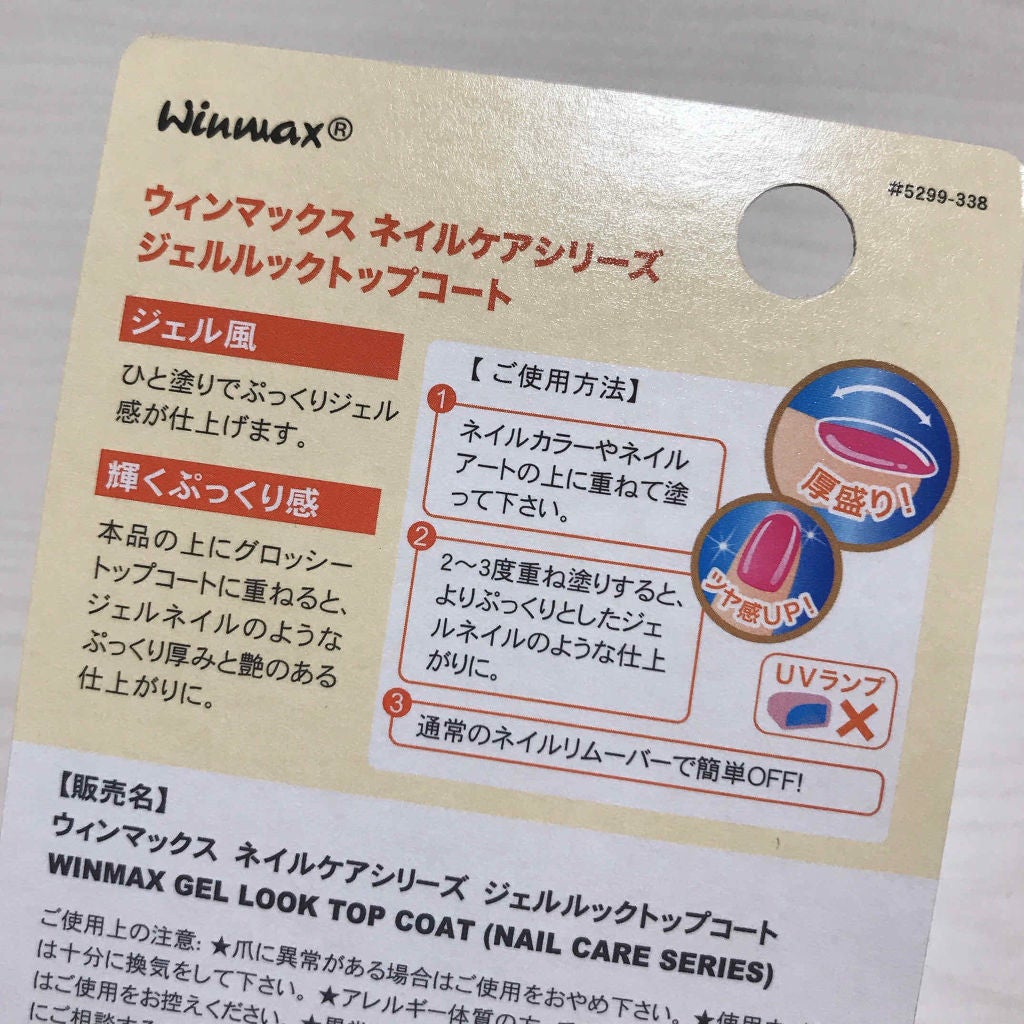 Winmax®
#5299-338
ウィンマックス ネイルケアシリーズ
ジェルルックトップコート
ジェル風
ひと塗りでぷっくりジェル
感が仕上げます。
輝くぷっくり感
本品の上にグロッシー
トップコートに重ねると、
ジェルネイルのような
ぷっくり厚みと艶のある
仕上がりに。
【 ご使用方法】
1
ネイルカラーやネイル
アートの上に重ねて塗
って下さい。
2
2〜3度重ね塗りすると、
よりぷっくりとしたジェ
ルネイルのような仕上
がりに。
3
通常のネイルリムーバーで簡単OFF!
厚盛り!
ツヤ感UP!
UVランプ
【販売名】
ウィンマックス ネイルケアシリーズ ジェルルックトップコート
WINMAX GEL LOOK TOP COAT (NAIL CARE SERIES)
ご使用上の注意: ★爪に異常がある場合はご使用をおやめ下さい。 ★使用
は十分に換気をして下さい。 ★アレルギー体質の方
はご使用をお控えください。
にご相談する